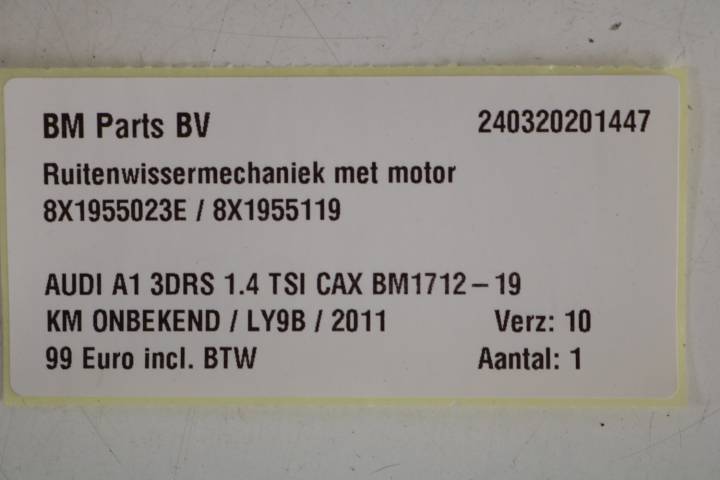 BM Parts BV 240320201447
Ruitenwissermechaniek met motor
8X1955023E / 8X1955119
AUDI A1 3DRS 1.4 TSI CAX BM1712-19
KM ONBEKEND / LY9B / 2011 Verz: 10
99 Euro incl. BTW Aantal: 1